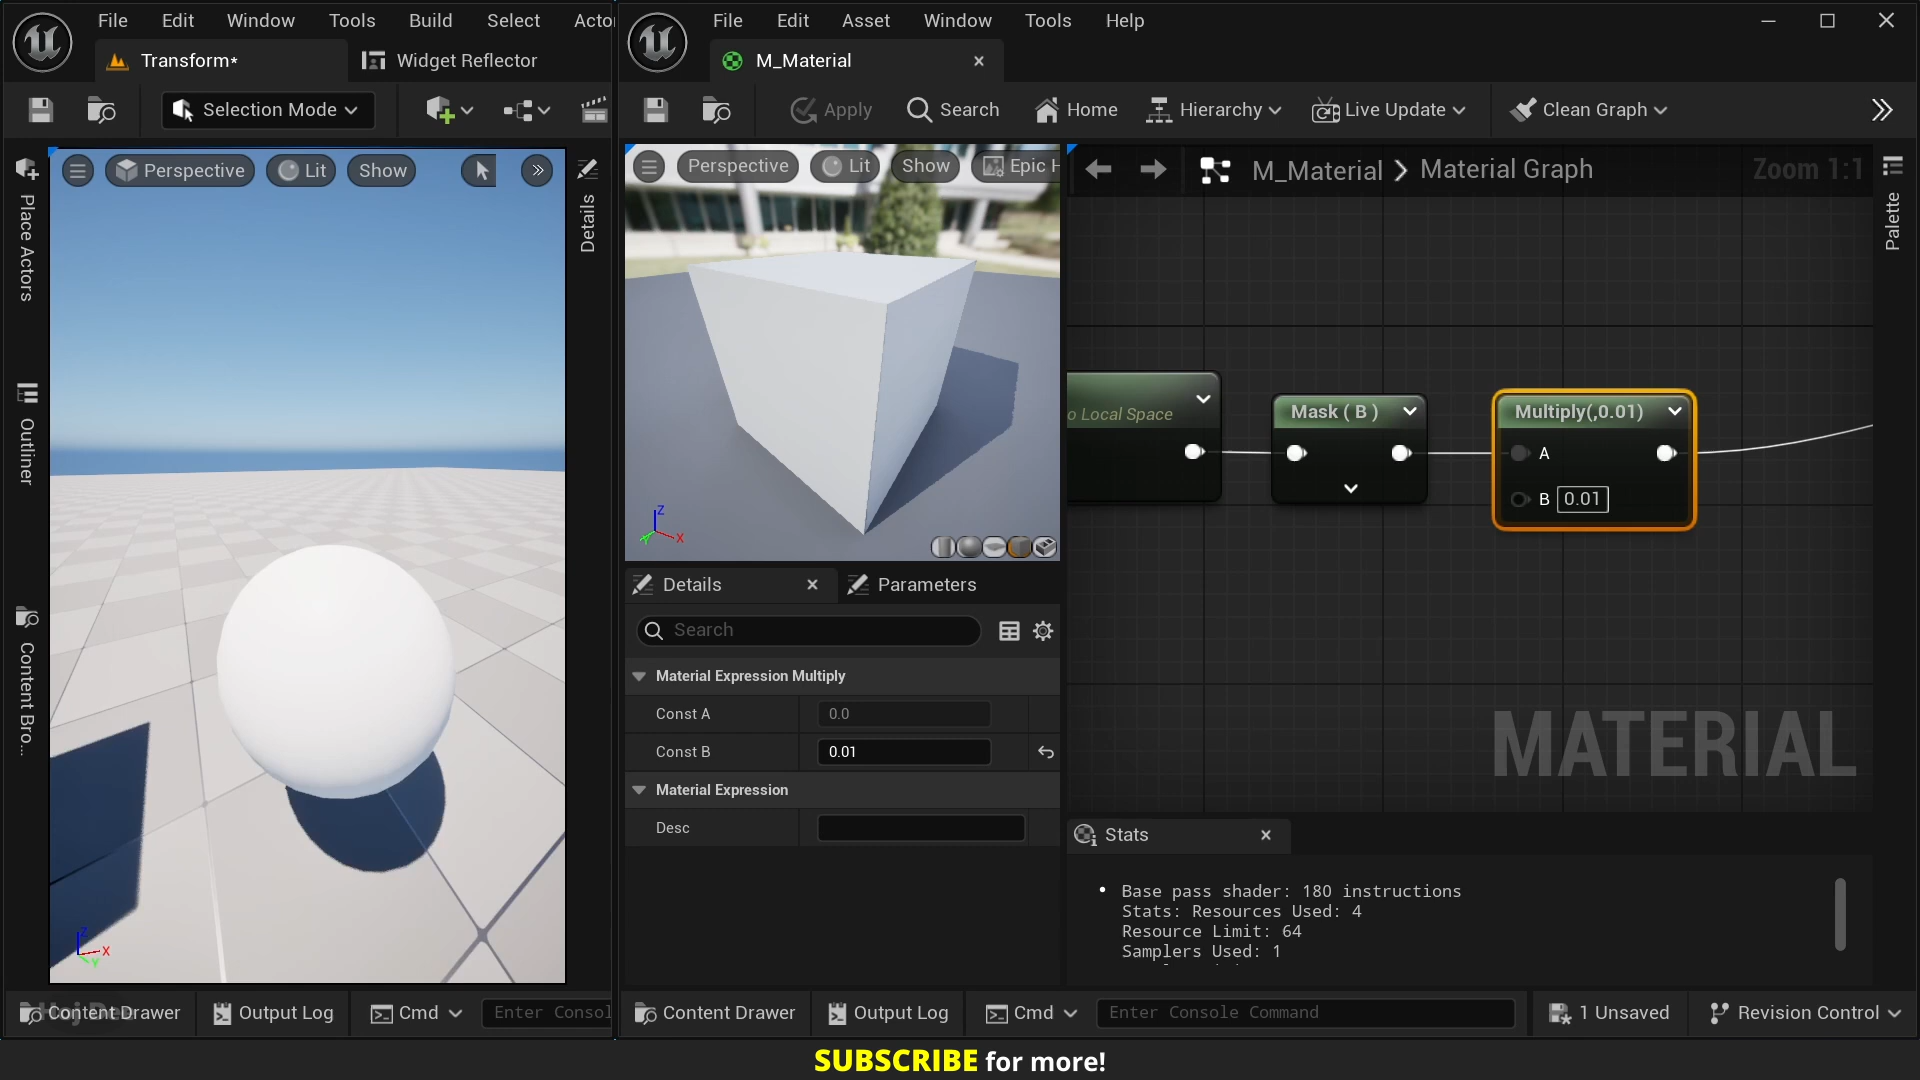 File Edit Window Tools Build Select Acto
Transform* Widget Reflector
Selection Mode
Perspective Lit Show
Place Actors
Outliner
Content Bro...
Details
Z
X
Y
Content Drawer Output Log Cmd Enter Consol
File Edit Asset Window Tools Help
M_Material
Apply Search Home Hierarchy Live Update Clean Graph
Perspective Lit Show Epic H
Z
X
Y
M_Material > Material Graph Zoom 1:1
Palette
o Local Space
Mask ( B )
Multiply(,0.01)
A
B 0.01
MATERIAL
Details Parameters
Search
Material Expression Multiply
Const A 0.0
Const B 0.01
Material Expression
Desc
Stats
• Base pass shader: 180 instructions
Stats: Resources Used: 4
Resource Limit: 64
Samplers Used: 1
Content Drawer Output Log Cmd Enter Console Command 1 Unsaved Revision Control
SUBSCRIBE for more!